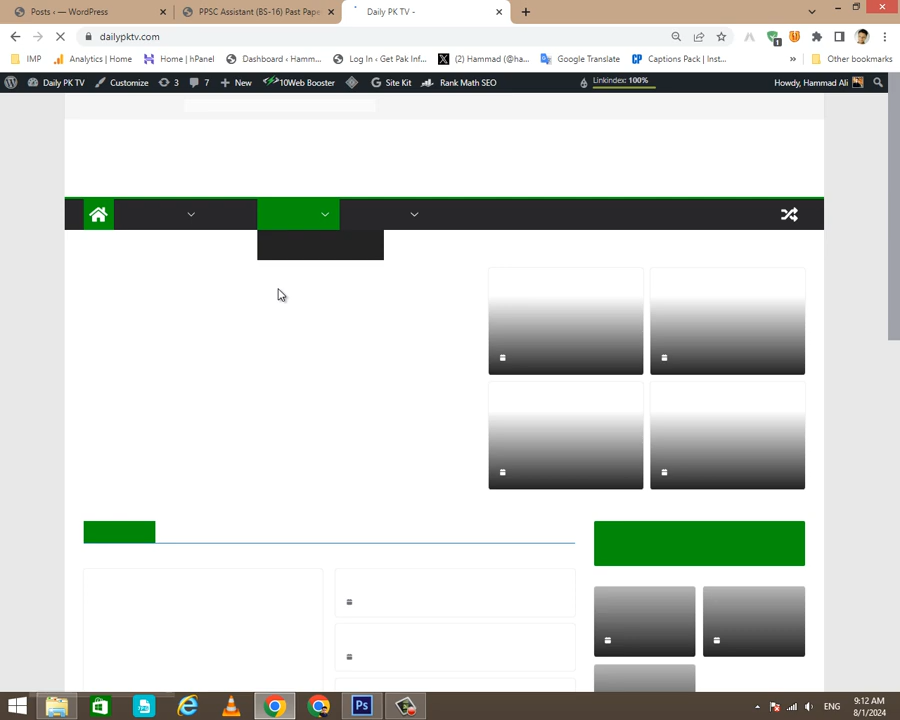 Posts ‹ — WordPress
PPSC Assistant (BS-16) Past Pape
Daily PK TV -
dailypktv.com
IMP
Analytics | Home
Home | hPanel
Dashboard ‹ Hamm...
Log In ‹ Get Pak Inf...
(2) Hammad (@ha...
Google Translate
Captions Pack | Inst...
»
Other bookmarks
Daily PK TV
Customize
3
7
+ New
10Web Booster
Site Kit
Rank Math SEO
Linkindex: 100%
Howdy, Hammad Ali
Ps
ENG
9:12 AM
8/1/2024